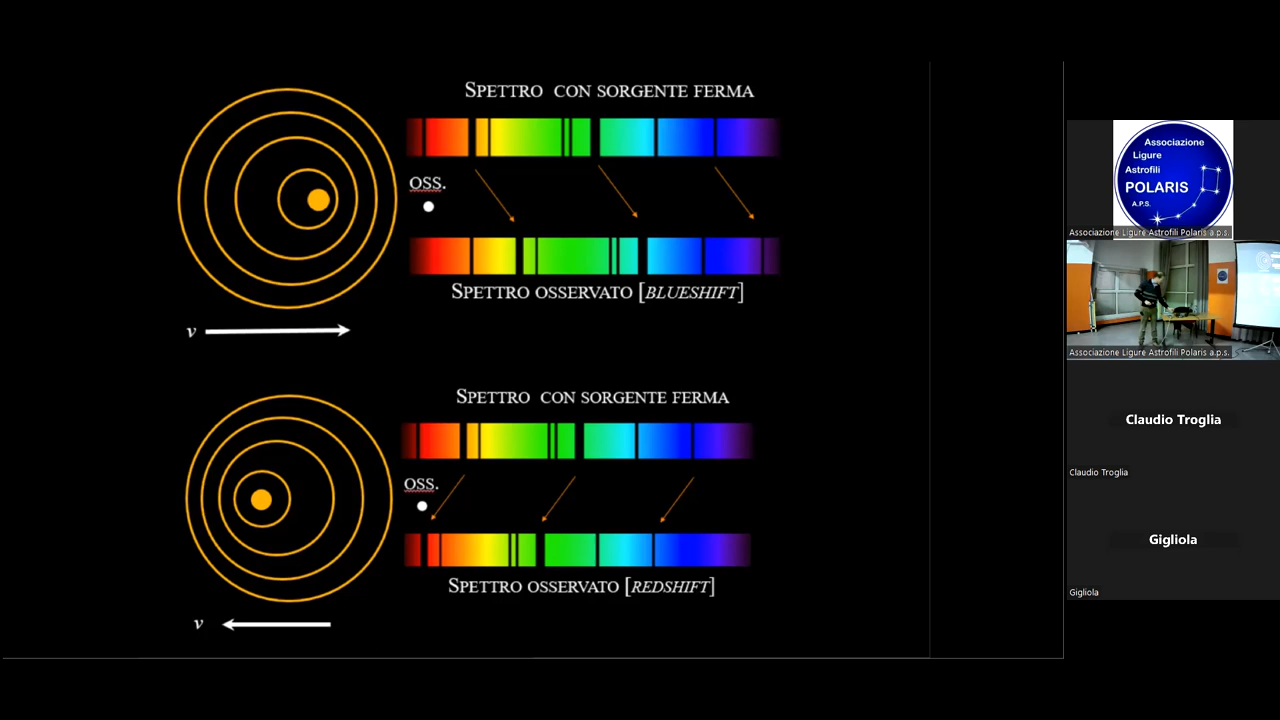 SPETTRO CON SORGENTE FERMA
OSS.
SPETTRO OSSERVATO [BLUESHIFT]
v
SPETTRO CON SORGENTE FERMA
OSS.
SPETTRO OSSERVATO [REDSHIFT]
v
Associazione
Ligure
Astrofili
POLARIS
A.P.S.
Associazione Ligure Astrofili Polaris a.p.s.
Associazione Ligure Astrofili Polaris a.p.s.
Claudio Troglia
Claudio Troglia
Gigliola
Gigliola